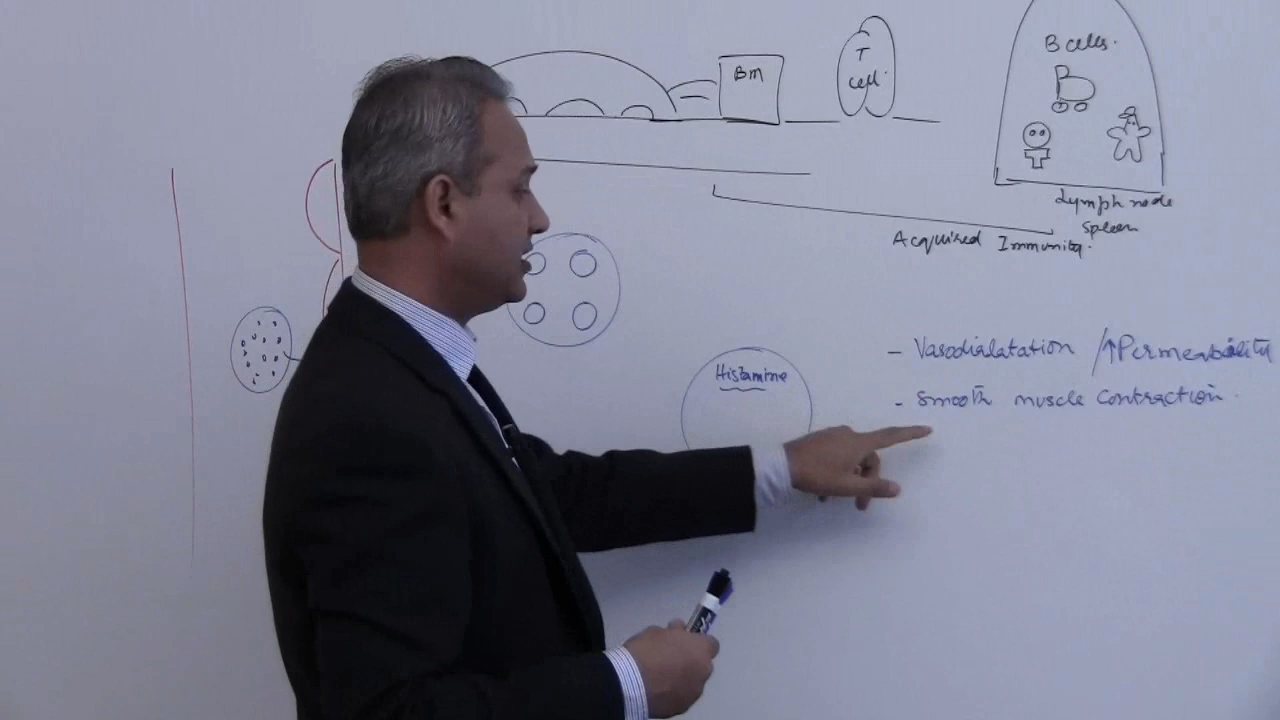 BM
T
cell
B cells.
Lymph node
Spleen
Acquired Immunity.
Histamine
- Vasodialatation /↑Permeability
- Smooth muscle contraction.